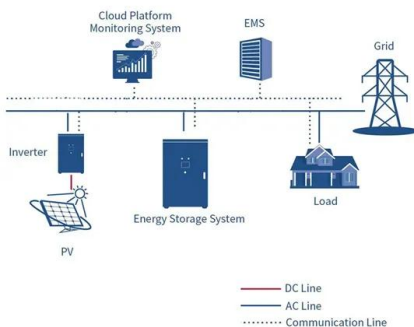 Cloud Platform
Monitoring System
EMS
Grid
Inverter
Energy Storage System
Load
PV
DC Line
AC Line
Communication Line